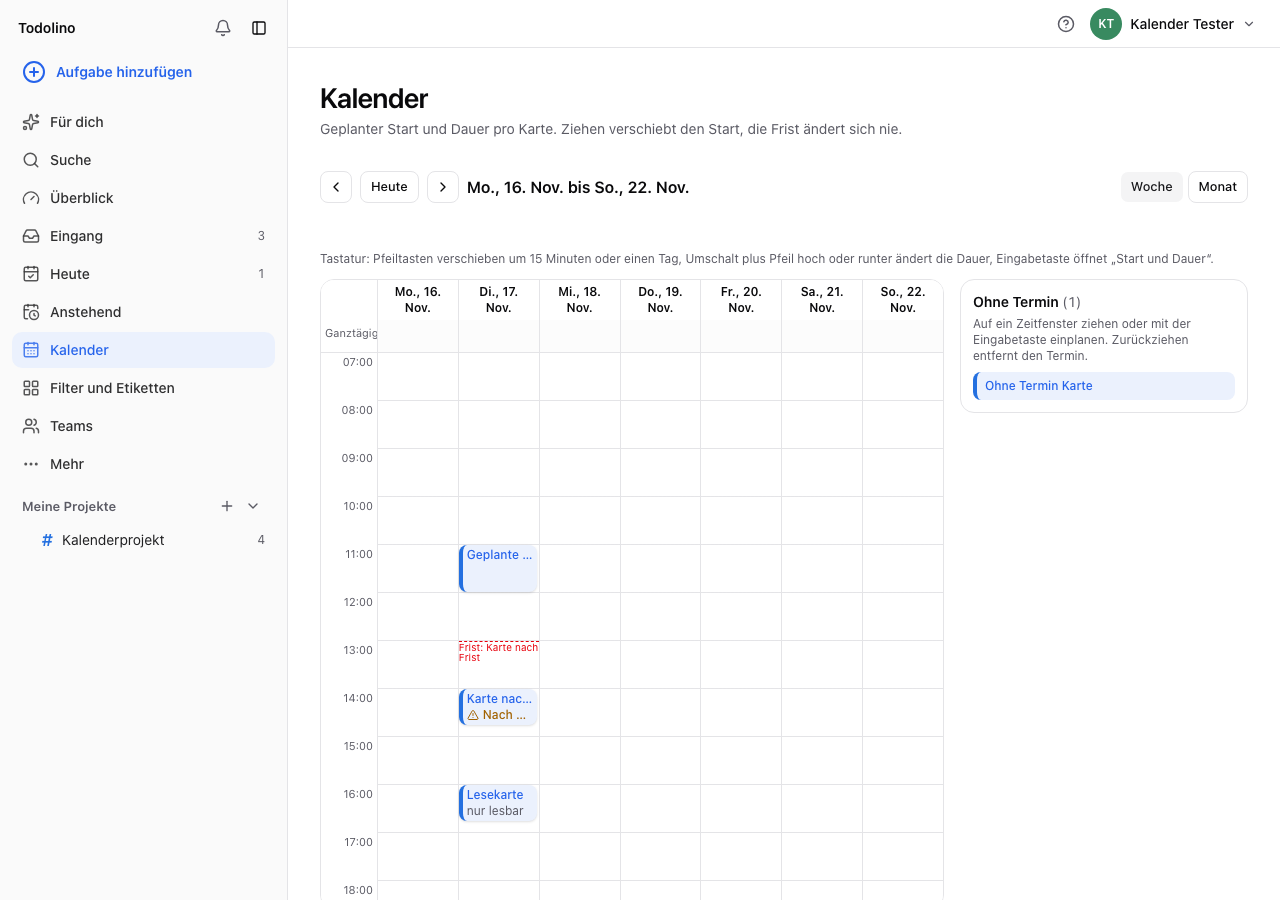 Todolino
Aufgabe hinzufügen
Für dich
Suche
Überblick
Eingang 3
Heute 1
Anstehend
Kalender
Filter und Etiketten
Teams
Mehr
Meine Projekte
# Kalenderprojekt 4
KT Kalender Tester
Kalender
Geplanter Start und Dauer pro Karte. Ziehen verschiebt den Start, die Frist ändert sich nie.
Heute Mo., 16. Nov. bis So., 22. Nov. Woche Monat
Tastatur: Pfeiltasten verschieben um 15 Minuten oder einen Tag, Umschalt plus Pfeil hoch oder runter ändert die Dauer, Eingabetaste öffnet „Start und Dauer“.
Mo., 16. Di., 17. Mi., 18. Do., 19. Fr., 20. Sa., 21. So., 22.
Nov. Nov. Nov. Nov. Nov. Nov. Nov.
Ganztägig
07:00
08:00
09:00
10:00
11:00 Geplante ...
12:00
13:00 Frist: Karte nach
Frist
14:00 Karte nac...
Nach ...
15:00
16:00 Lesekarte
nur lesbar
17:00
18:00
Ohne Termin (1)
Auf ein Zeitfenster ziehen oder mit der
Eingabetaste einplanen. Zurückziehen
entfernt den Termin.
Ohne Termin Karte